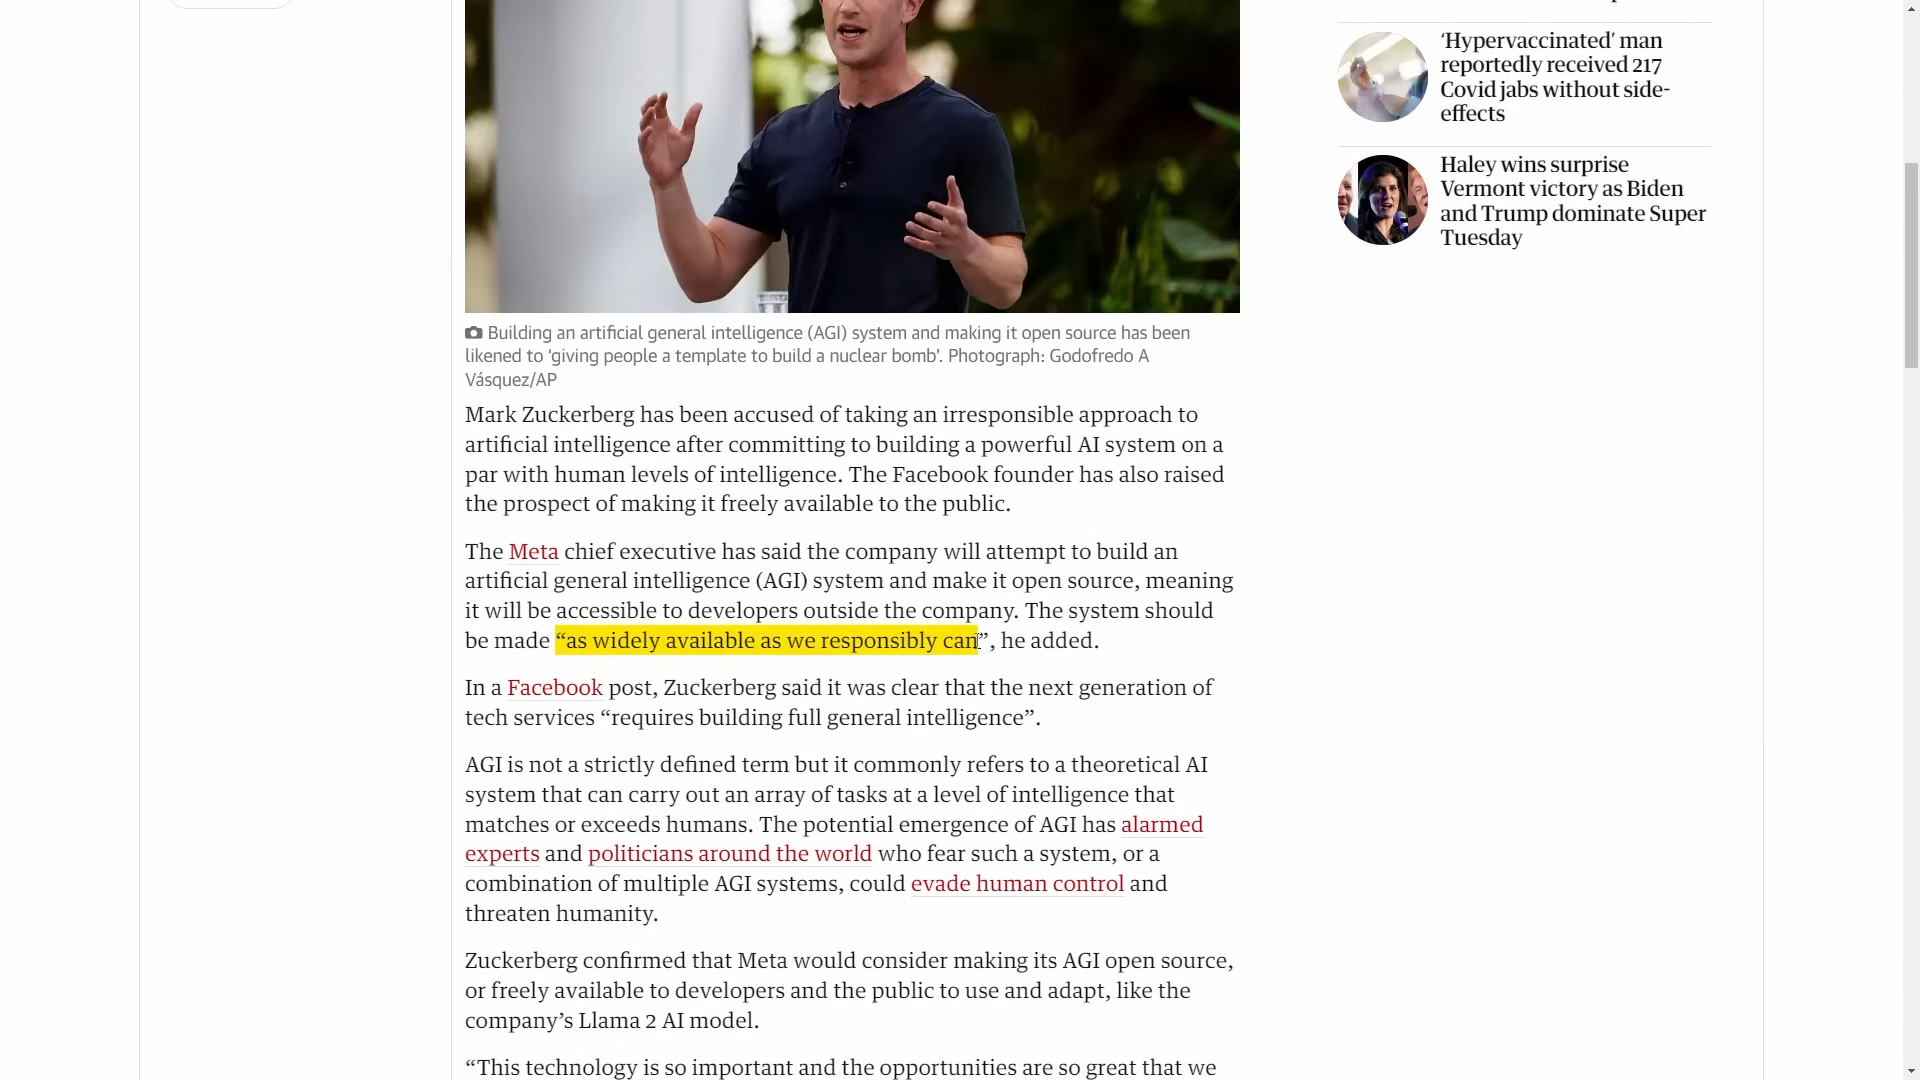 Building an artificial general intelligence (AGI) system and making it open source has been
likened to 'giving people a template to build a nuclear bomb'. Photograph: Godofredo A
Vásquez/AP
Mark Zuckerberg has been accused of taking an irresponsible approach to
artificial intelligence after committing to building a powerful AI system on a
par with human levels of intelligence. The Facebook founder has also raised
the prospect of making it freely available to the public.
The Meta chief executive has said the company will attempt to build an
artificial general intelligence (AGI) system and make it open source, meaning
it will be accessible to developers outside the company. The system should
be made “as widely available as we responsibly can”, he added.
In a Facebook post, Zuckerberg said it was clear that the next generation of
tech services “requires building full general intelligence”.
AGI is not a strictly defined term but it commonly refers to a theoretical AI
system that can carry out an array of tasks at a level of intelligence that
matches or exceeds humans. The potential emergence of AGI has alarmed
experts and politicians around the world who fear such a system, or a
combination of multiple AGI systems, could evade human control and
threaten humanity.
Zuckerberg confirmed that Meta would consider making its AGI open source,
or freely available to developers and the public to use and adapt, like the
company’s Llama 2 AI model.
“This technology is so important and the opportunities are so great that we
‘Hypervaccinated’ man
reportedly received 217
Covid jabs without side-
effects
Haley wins surprise
Vermont victory as Biden
and Trump dominate Super
Tuesday